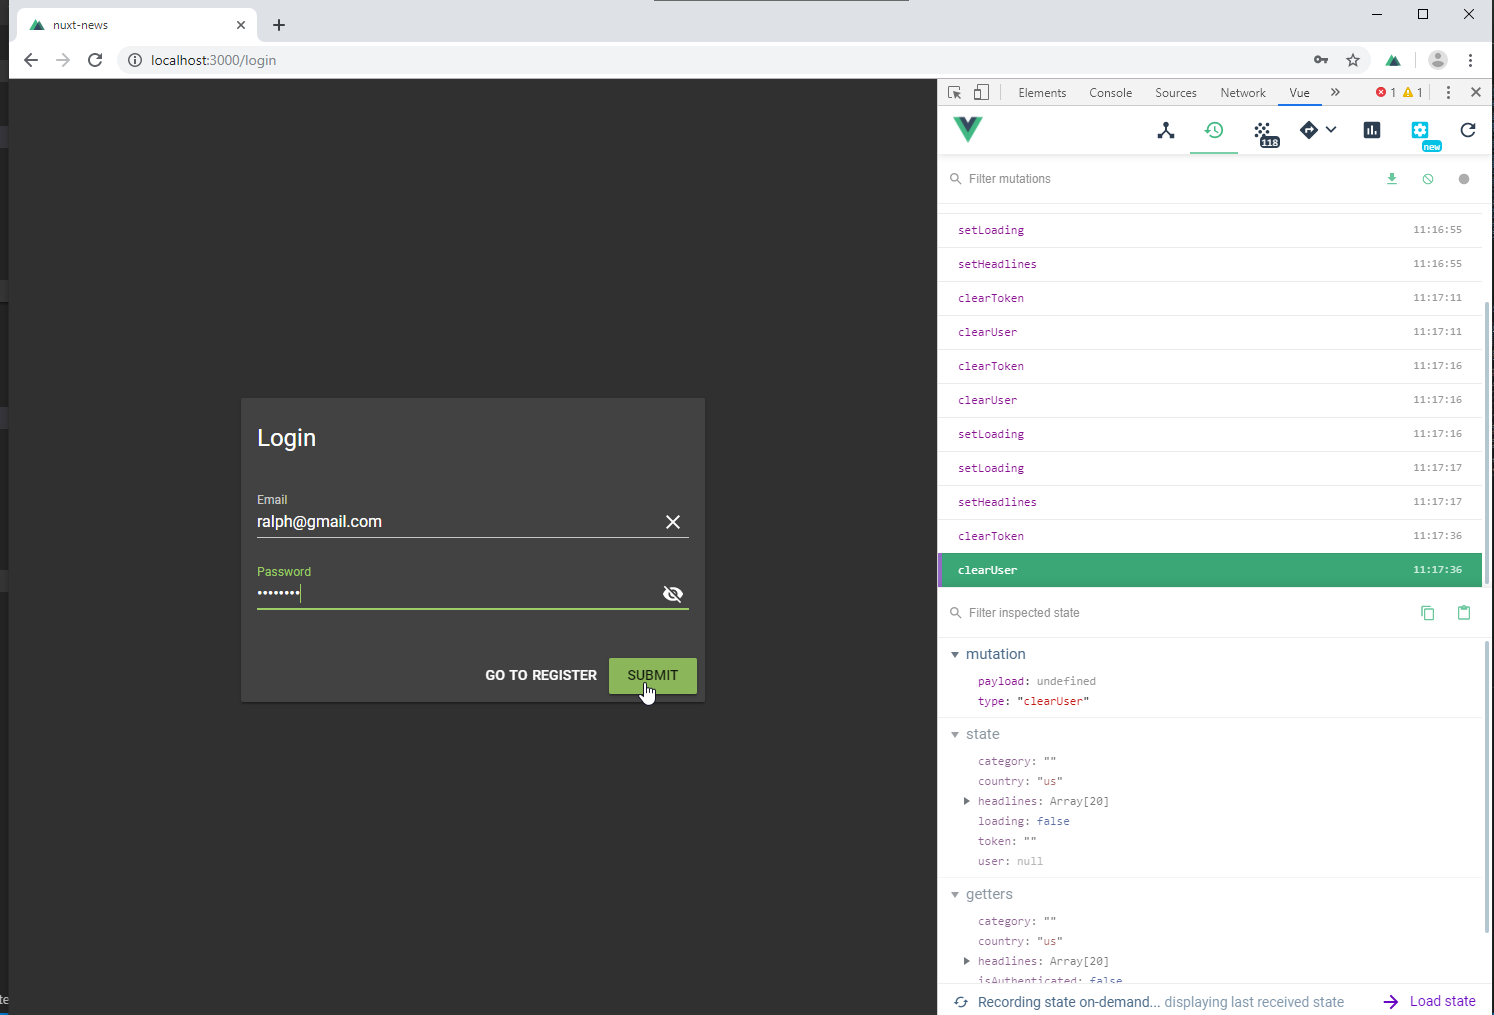 nuxt-news
localhost:3000/login
Elements Console Sources Network Vue 1 1
118
new
Filter mutations
setLoading 11:16:55
setHeadlines 11:16:55
clearToken 11:17:11
clearUser 11:17:11
clearToken 11:17:16
clearUser 11:17:16
setLoading 11:17:16
setLoading 11:17:17
setHeadlines 11:17:17
clearToken 11:17:36
clearUser 11:17:36
Filter inspected state
mutation
payload: undefined
type: "clearUser"
state
category: ""
country: "us"
headlines: Array[20]
loading: false
token: ""
user: null
getters
category: ""
country: "us"
headlines: Array[20]
isAuthenticated: false
Recording state on-demand... displaying last received state Load state
Login
Email
ralph@gmail.com
Password
••••••••
GO TO REGISTER SUBMIT
te